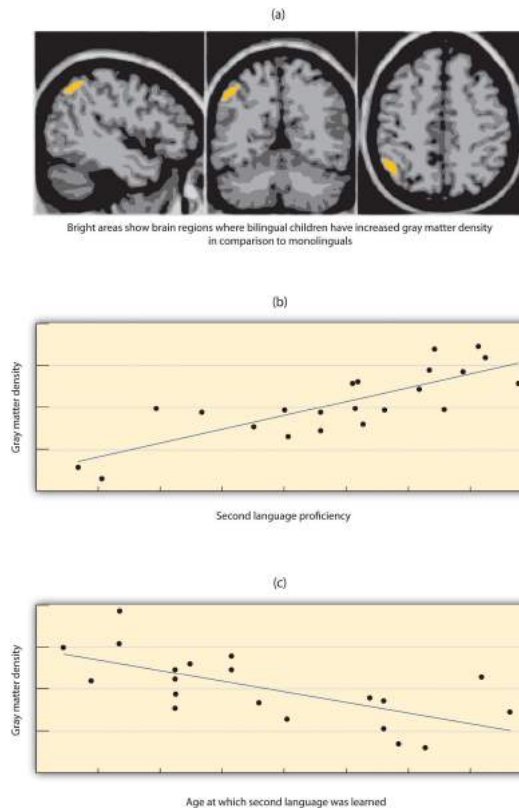 (a)
Bright areas show brain regions where bilingual children have increased gray matter density
in comparison to monolinguals
(b)
Gray matter density
Second language proficiency
(c)
Gray matter density
Age at which second language was learned